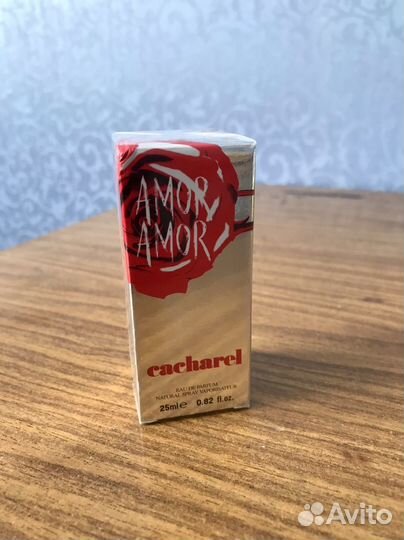 AMOR
AMOR
cacharel
EAU DE PARFUM
NATURAL SPRAY VAPORISATEUR
25ml e 0.82 fl.oz.
Avito